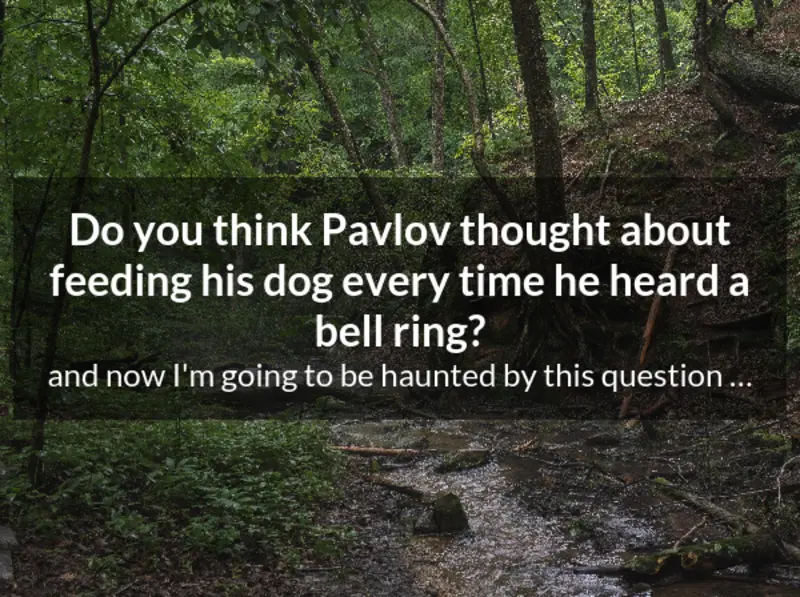 Do you think Pavlov thought about
feeding his dog every time he heard a
bell ring?
and now I'm going to be haunted by this question ...